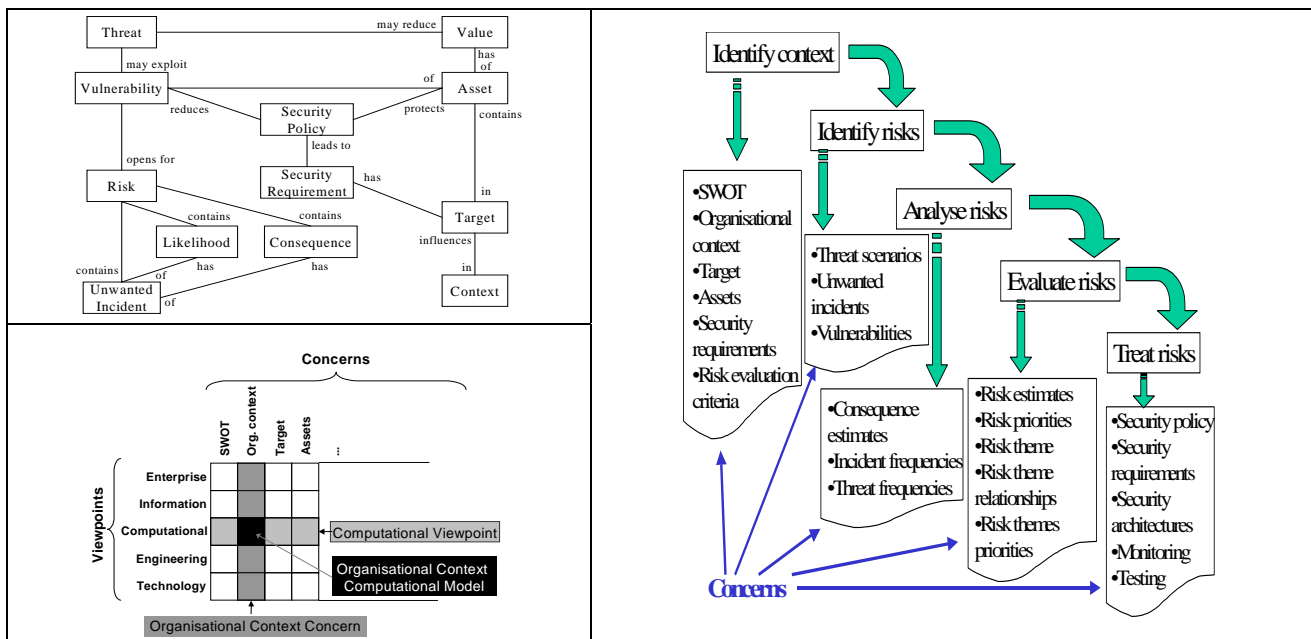 Threat
may reduce
Value
may exploit
has
of
Vulnerability
of
Asset
reduces
Security
Policy
protects
contains
leads to
opens for
Security
Requirement
has
Risk
in
contains
contains
Target
Likelihood
Consequence
influences
contains
of
has
has
in
Unwanted
Incident
of
Context
Concerns
SWOT
Org. context
Target
Assets
...
Viewpoints
Enterprise
Information
Computational
Engineering
Technology
Computational Viewpoint
Organisational Context
Computational Model
Organisational Context Concern
Identify context
Identify risks
Analyse risks
Evaluate risks
Treat risks
•SWOT
•Organisational
context
•Target
•Assets
•Security
requirements
•Risk evaluation
criteria
•Threat scenarios
•Unwanted
incidents
•Vulnerabilities
•Consequence
estimates
•Incident frequencies
•Threat frequencies
•Risk estimates
•Risk priorities
•Risk theme
•Risk theme
relationships
•Risk themes
priorities
•Security policy
•Security
requirements
•Security
architectures
•Monitoring
•Testing
Concerns